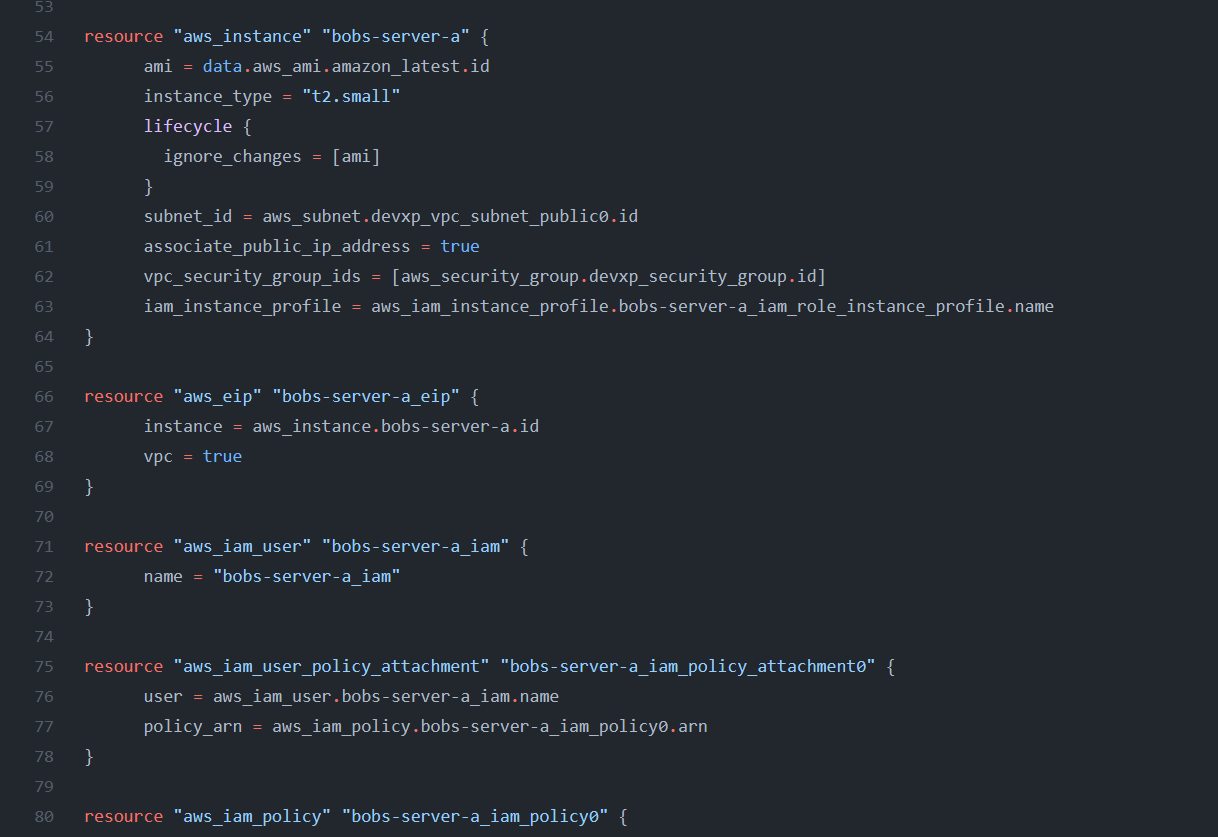 53
54 resource "aws_instance" "bobs-server-a" {
55       ami = data.aws_ami.amazon_latest.id
56       instance_type = "t2.small"
57       lifecycle {
58         ignore_changes = [ami]
59       }
60       subnet_id = aws_subnet.devxp_vpc_subnet_public0.id
61       associate_public_ip_address = true
62       vpc_security_group_ids = [aws_security_group.devxp_security_group.id]
63       iam_instance_profile = aws_iam_instance_profile.bobs-server-a_iam_role_instance_profile.name
64 }
65
66 resource "aws_eip" "bobs-server-a_eip" {
67       instance = aws_instance.bobs-server-a.id
68       vpc = true
69 }
70
71 resource "aws_iam_user" "bobs-server-a_iam" {
72       name = "bobs-server-a_iam"
73 }
74
75 resource "aws_iam_user_policy_attachment" "bobs-server-a_iam_policy_attachment0" {
76       user = aws_iam_user.bobs-server-a_iam.name
77       policy_arn = aws_iam_policy.bobs-server-a_iam_policy0.arn
78 }
79
80 resource "aws_iam_policy" "bobs-server-a_iam_policy0" {